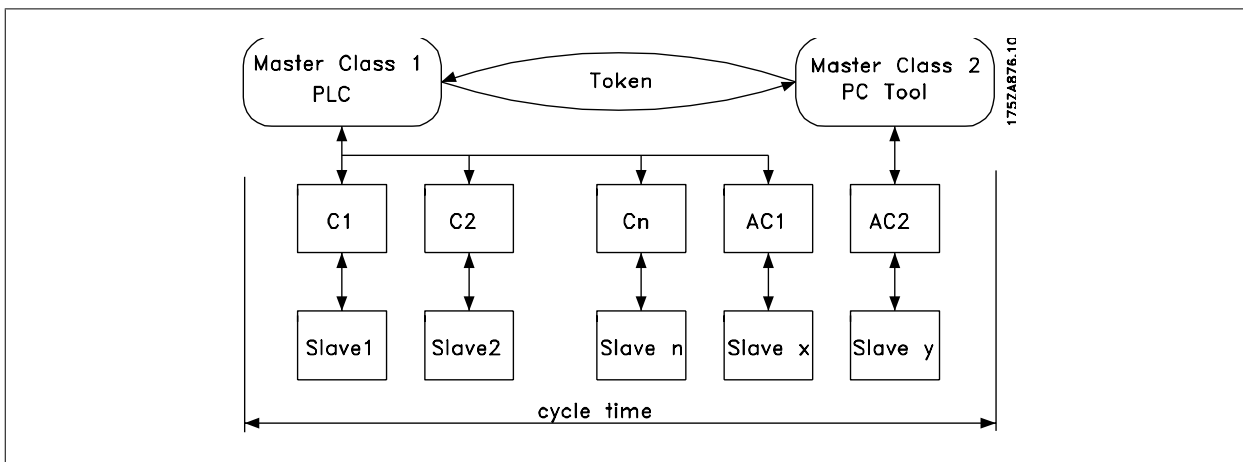 Master Class 1
PLC
Token
Master Class 2
PC Tool
175ZA876.10
C1
C2
Cn
AC1
AC2
Slave1
Slave2
Slave n
Slave x
Slave y
cycle time